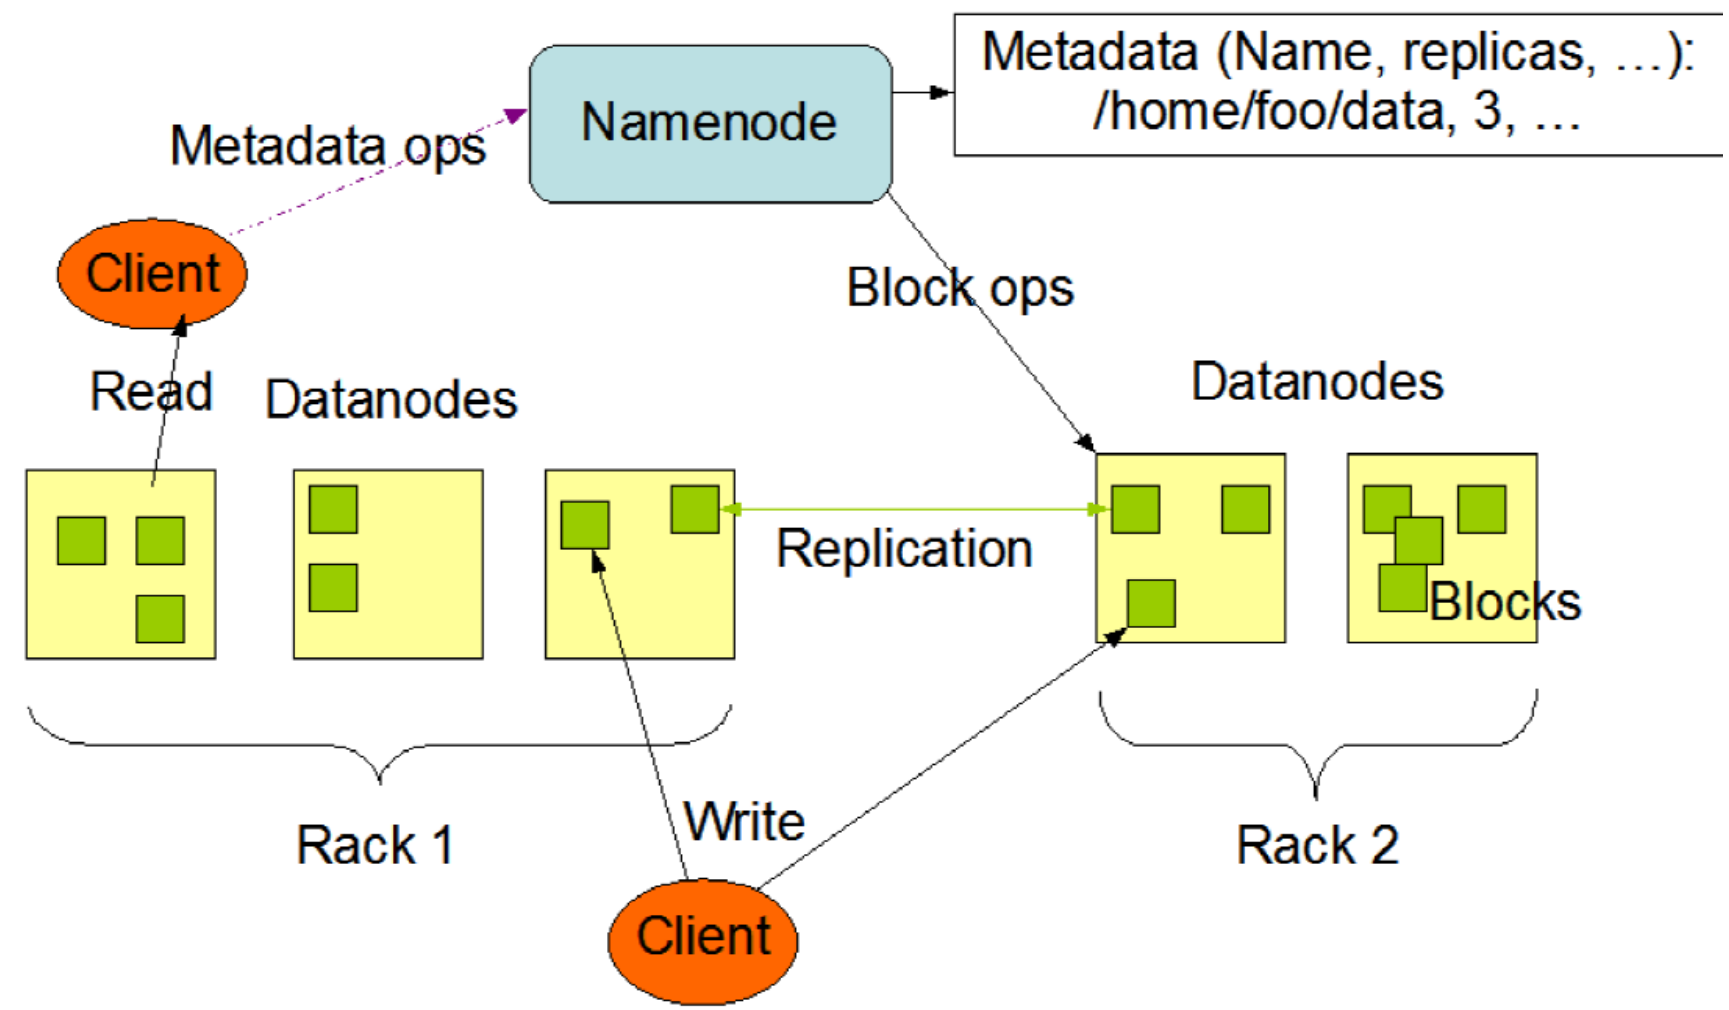 Metadata (Name, replicas, …):
/home/foo/data, 3, …
Namenode
Metadata ops
Client
Block ops
Read
Datanodes
Datanodes
Replication
Blocks
Rack 1
Write
Rack 2
Client